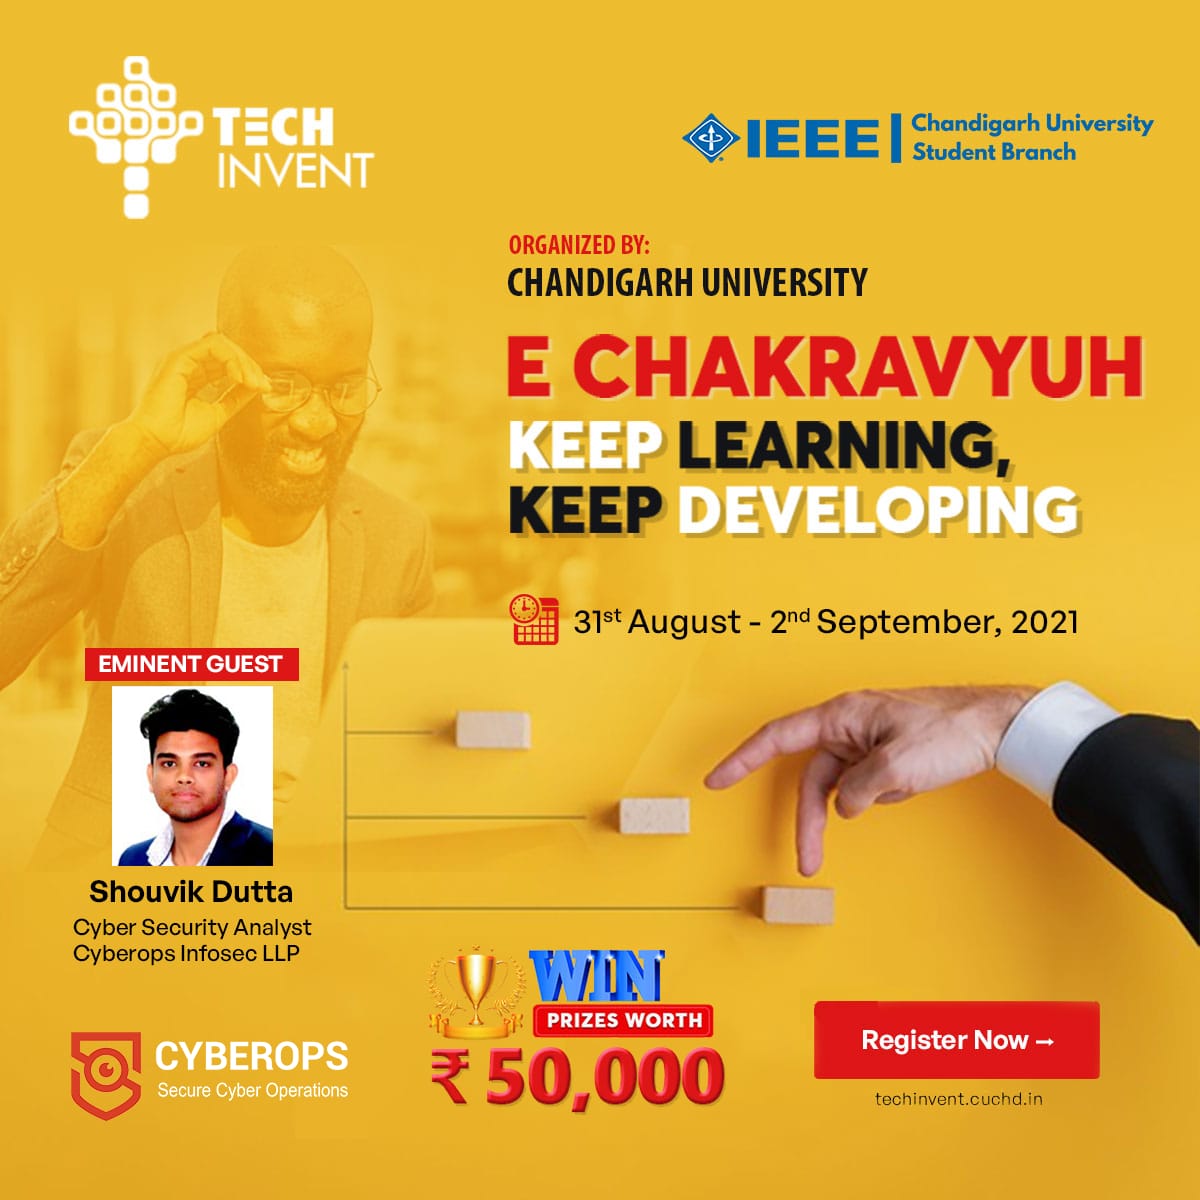 TECH
INVENT
IEEE
Chandigarh University
Student Branch
ORGANIZED BY:
CHANDIGARH UNIVERSITY
E CHAKRAVYUH
KEEP LEARNING,
KEEP DEVELOPING
31st August - 2nd September, 2021
EMINENT GUEST
Shouvik Dutta
Cyber Security Analyst
Cyberops Infosec LLP
WIN
PRIZES WORTH
₹ 50,000
CYBEROPS
Secure Cyber Operations
Register Now →
techinvent.cuchd.in